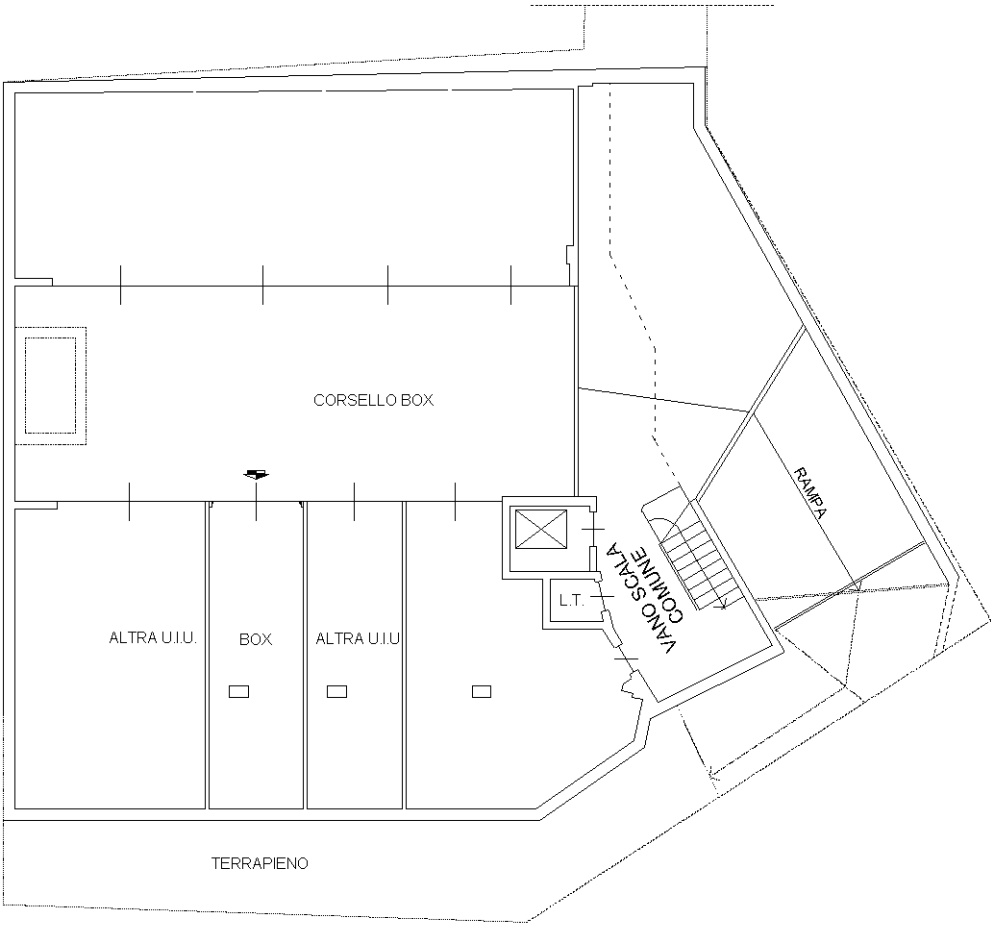 CORSELLO BOX
RAMPA
VANO SCALA
COMUNE
L.T.
ALTRA U.I.U.
BOX
ALTRA U.I.U
TERRAPIENO